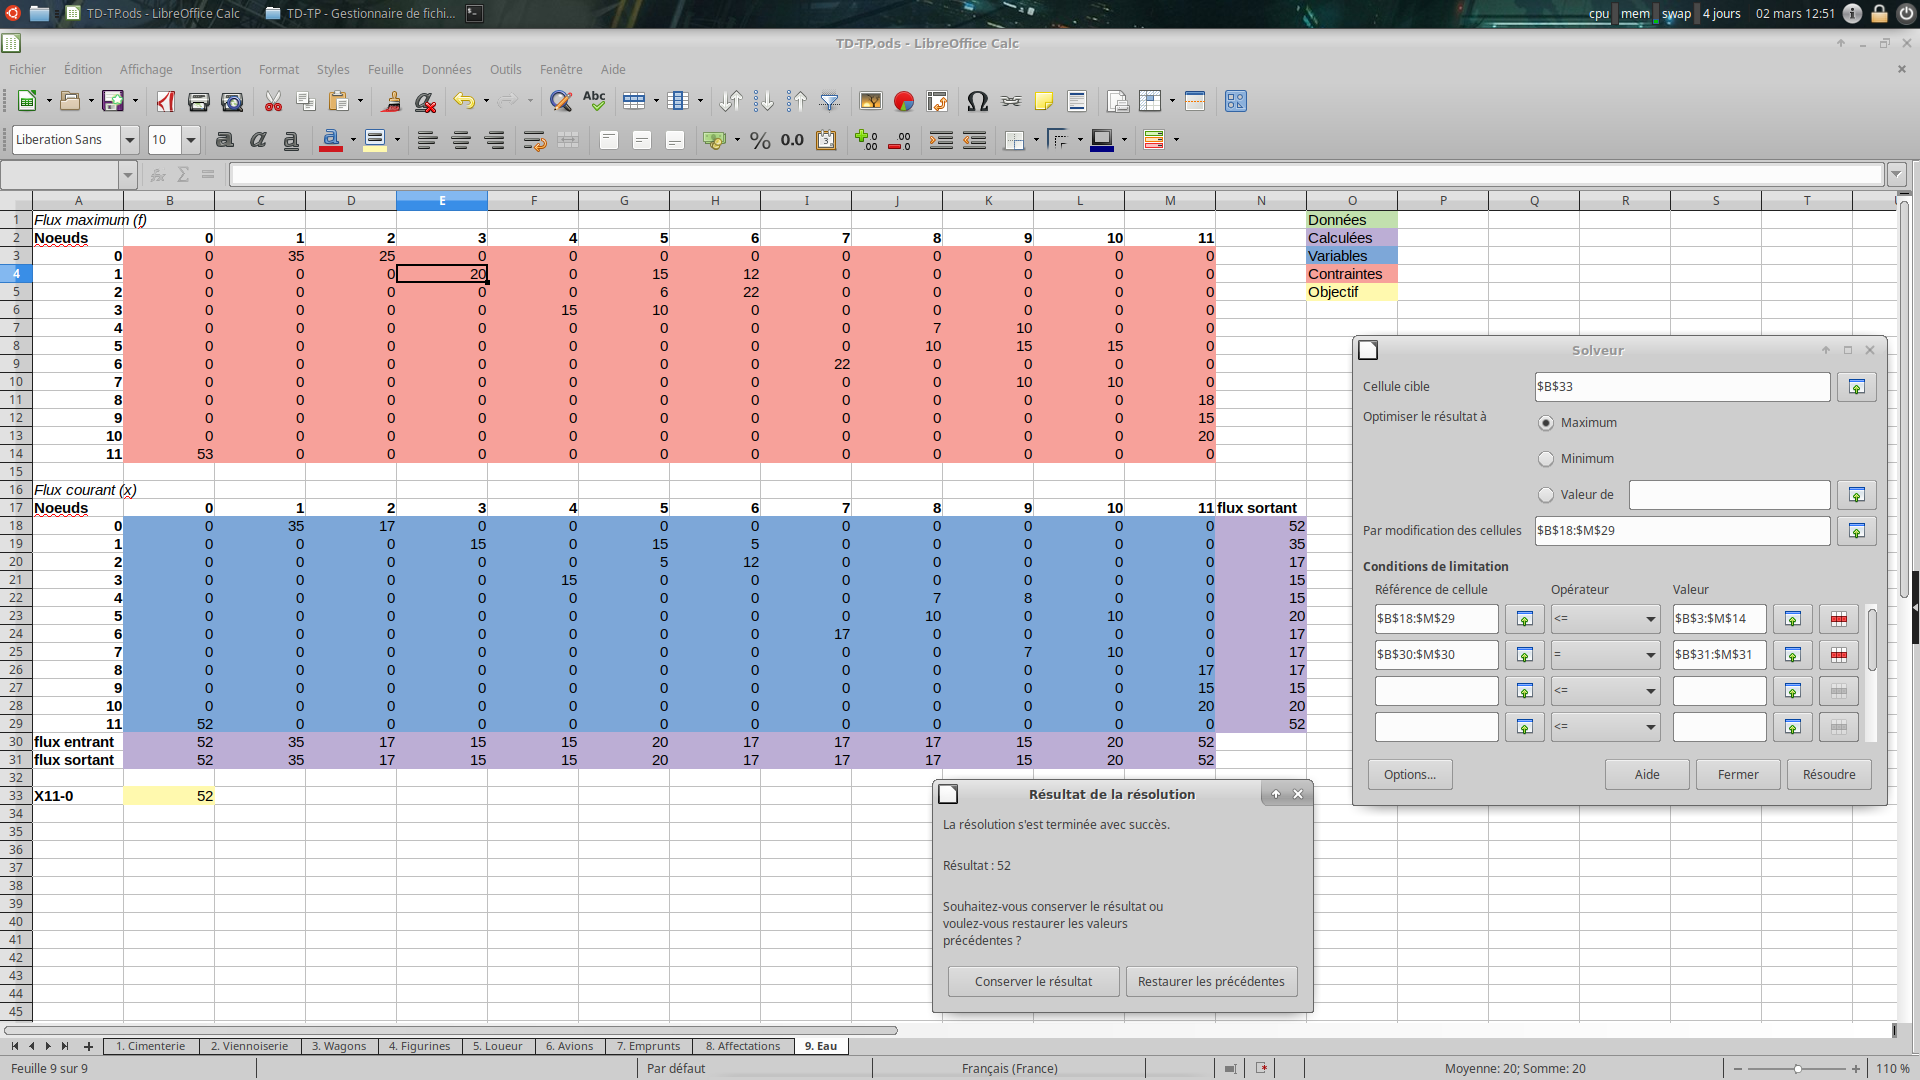 TD-TP.ods - LibreOffice Calc TD-TP - Gestionnaire de fichi... cpu mem swap 4 jours 02 mars 12:51
TD-TP.ods - LibreOffice Calc
Fichier Édition Affichage Insertion Format Styles Feuille Données Outils Fenêtre Aide
Liberation Sans 10
A B C D E F G H I J K L M N O P Q R S T
1 Flux maximum (f) Données
2 Noeuds 0 1 2 3 4 5 6 7 8 9 10 11 Calculées
3 0 0 35 25 0 0 0 0 0 0 0 0 0 Variables
4 1 0 0 0 20 0 15 12 0 0 0 0 0 Contraintes
5 2 0 0 0 0 0 6 22 0 0 0 0 0 Objectif
6 3 0 0 0 0 15 10 0 0 0 0 0 0
7 4 0 0 0 0 0 0 0 0 7 10 0 0
8 5 0 0 0 0 0 0 0 0 10 15 15 0
9 6 0 0 0 0 0 0 0 22 0 0 0 0
10 7 0 0 0 0 0 0 0 0 0 10 10 0
11 8 0 0 0 0 0 0 0 0 0 0 0 18
12 9 0 0 0 0 0 0 0 0 0 0 0 15
13 10 0 0 0 0 0 0 0 0 0 0 0 20
14 11 53 0 0 0 0 0 0 0 0 0 0 0
15
16 Flux courant (x)
17 Noeuds 0 1 2 3 4 5 6 7 8 9 10 11 flux sortant
18 0 0 35 17 0 0 0 0 0 0 0 0 0 52
19 1 0 0 0 15 0 15 5 0 0 0 0 0 35
20 2 0 0 0 0 0 5 12 0 0 0 0 0 17
21 3 0 0 0 0 15 0 0 0 0 0 0 0 15
22 4 0 0 0 0 0 0 0 0 7 8 0 0 15
23 5 0 0 0 0 0 0 0 0 10 0 10 0 20
24 6 0 0 0 0 0 0 0 17 0 0 0 0 17
25 7 0 0 0 0 0 0 0 0 0 7 10 0 17
26 8 0 0 0 0 0 0 0 0 0 0 0 17 17
27 9 0 0 0 0 0 0 0 0 0 0 0 15 15
28 10 0 0 0 0 0 0 0 0 0 0 0 20 20
29 11 52 0 0 0 0 0 0 0 0 0 0 0 52
30 flux entrant 52 35 17 15 15 20 17 17 17 15 20 52
31 flux sortant 52 35 17 15 15 20 17 17 17 15 20 52
32
33 X11-0 52
34
35
36
37
38
39
40
41
42
43
44
45
Solveur
Cellule cible $B$33
Optimiser le résultat à Maximum
Minimum
Valeur de
Par modification des cellules $B$18:$M$29
Conditions de limitation
Référence de cellule Opérateur Valeur
$B$18:$M$29 <= $B$3:$M$14
$B$30:$M$30 = $B$31:$M$31
<=
<=
Options... Aide Fermer Résoudre
Résultat de la résolution
La résolution s'est terminée avec succès.
Résultat : 52
Souhaitez-vous conserver le résultat ou
voulez-vous restaurer les valeurs
précédentes ?
Conserver le résultat Restaurer les précédentes
1. Cimenterie 2. Viennoiserie 3. Wagons 4. Figurines 5. Loueur 6. Avions 7. Emprunts 8. Affectations 9. Eau
Feuille 9 sur 9 Par défaut Français (France) Moyenne: 20; Somme: 20 110 %